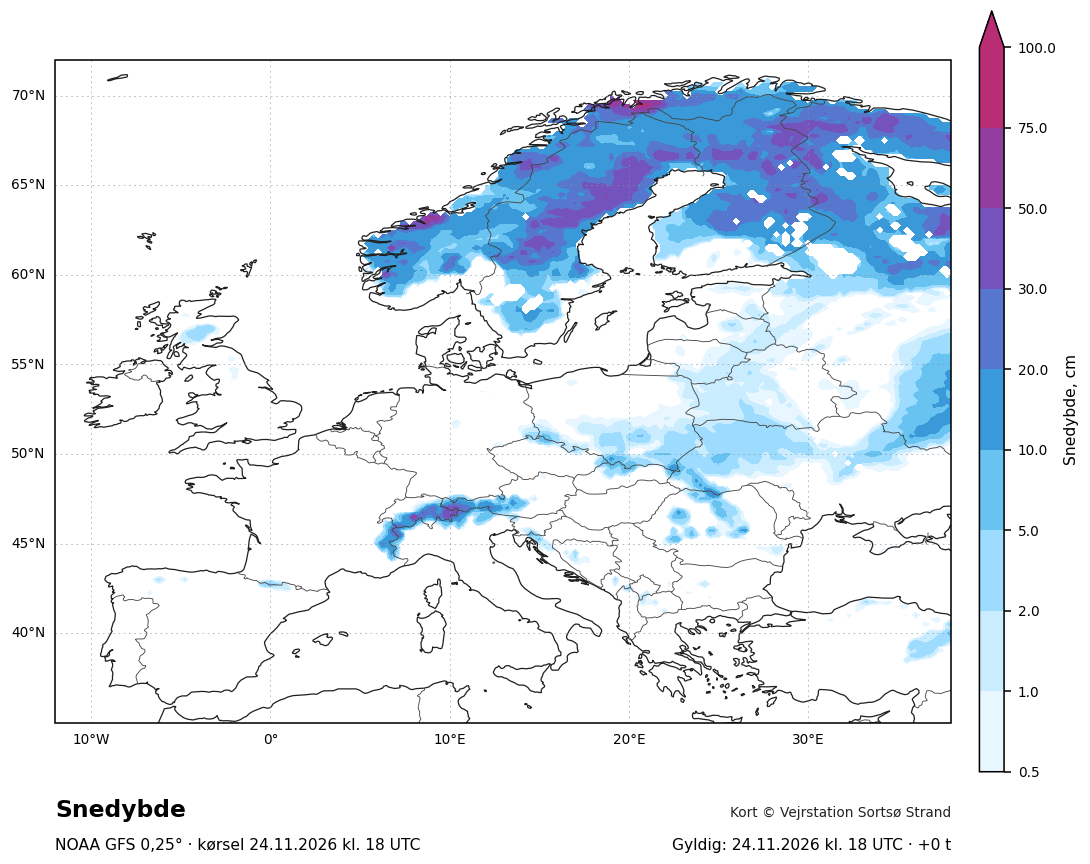 100.0
75.0
50.0
30.0
20.0
10.0
5.0
2.0
1.0
0.5
Snedybde, cm
70°N
65°N
60°N
55°N
50°N
45°N
40°N
10°W
0°
10°E
20°E
30°E
Snedybde
Kort © Vejrstation Sortsø Strand
NOAA GFS 0,25° · kørsel 24.11.2026 kl. 18 UTC
Gyldig: 24.11.2026 kl. 18 UTC · +0 t